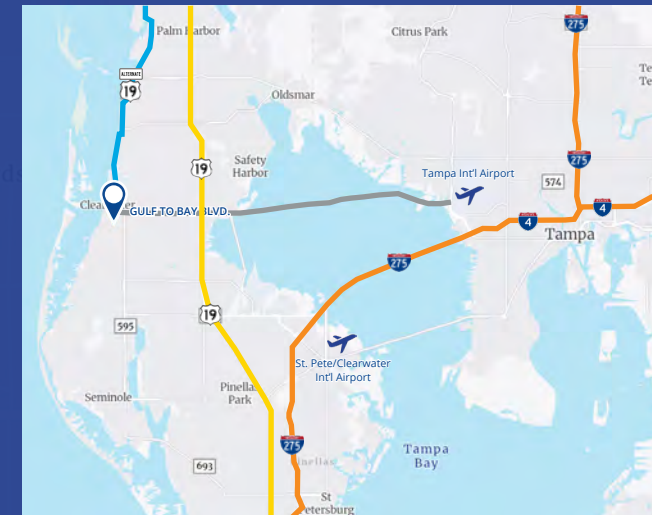 Palm Harbor
Citrus Park
275
ALTERNATE
19
Oldsmar
Safety
Harbor
19
275
Tampa Int'l Airport
574
Clearwater
GULF TO BAY BLVD.
4
4
Tampa
275
19
595
St. Pete/Clearwater
Int'l Airport
Seminole
Pinellas
Park
275
Tampa
Bay
693
St
Petersburg